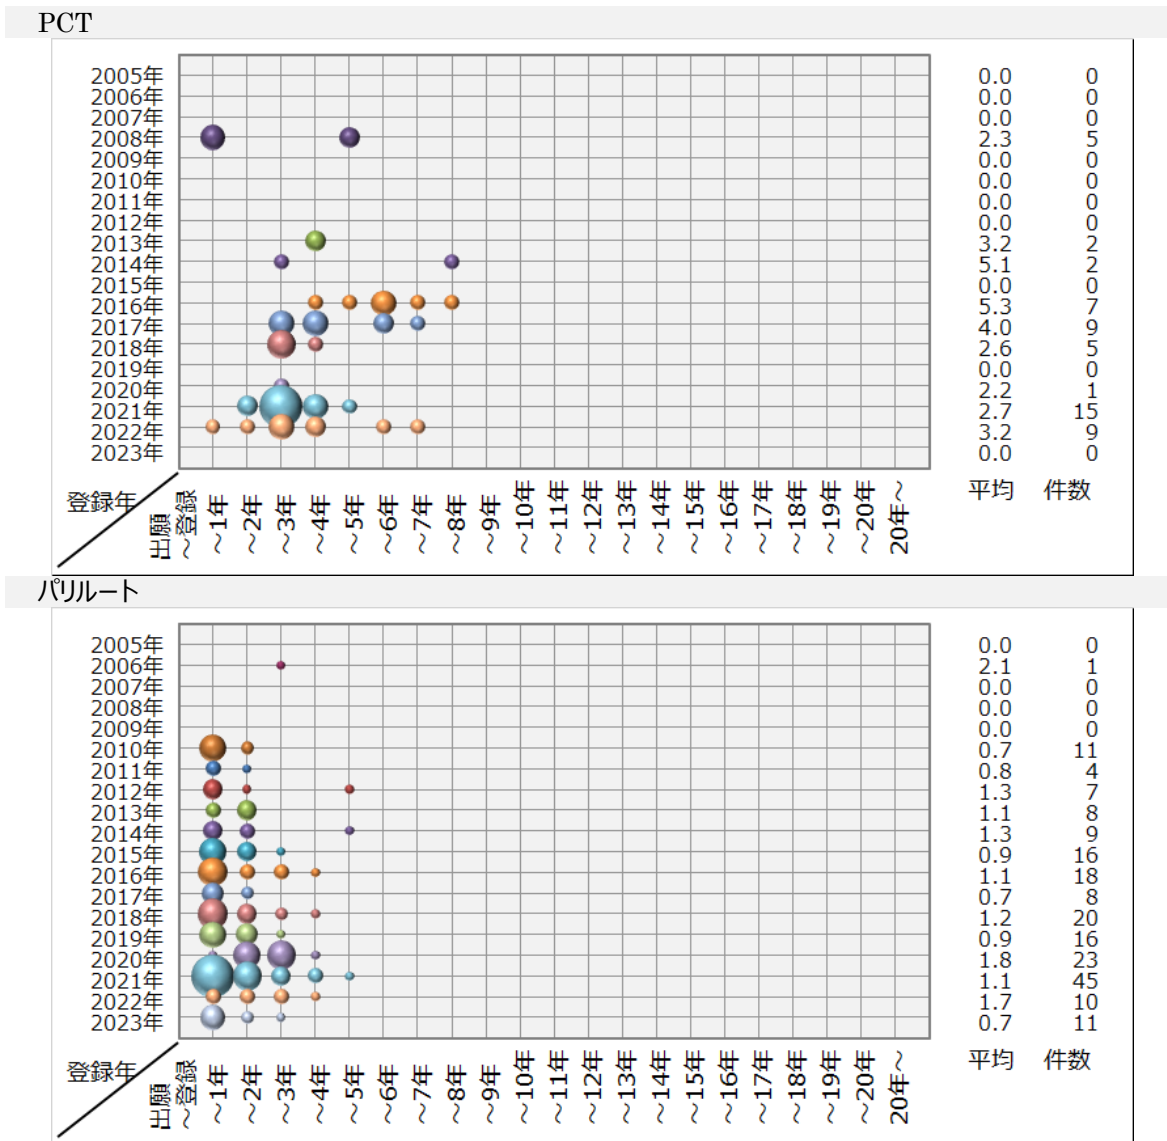 PCT
2005年 0.0 0
2006年 0.0 0
2007年 0.0 0
2008年 2.3 5
2009年 0.0 0
2010年 0.0 0
2011年 0.0 0
2012年 0.0 0
2013年 3.2 2
2014年 5.1 2
2015年 0.0 0
2016年 5.3 7
2017年 4.0 9
2018年 2.6 5
2019年 0.0 0
2020年 2.2 1
2021年 2.7 15
2022年 3.2 9
2023年 0.0 0
登録年 出願～登録 ～1年 ～2年 ～3年 ～4年 ～5年 ～6年 ～7年 ～8年 ～9年 ～10年 ～11年 ～12年 ～13年 ～14年 ～15年 ～16年 ～17年 ～18年 ～19年 ～20年 20年～ 平均 件数
パリルート
2005年 0.0 0
2006年 2.1 1
2007年 0.0 0
2008年 0.0 0
2009年 0.0 0
2010年 0.7 11
2011年 0.8 4
2012年 1.3 7
2013年 1.1 8
2014年 1.3 9
2015年 0.9 16
2016年 1.1 18
2017年 0.7 8
2018年 1.2 20
2019年 0.9 16
2020年 1.8 23
2021年 1.1 45
2022年 1.7 10
2023年 0.7 11
登録年 出願～登録 ～1年 ～2年 ～3年 ～4年 ～5年 ～6年 ～7年 ～8年 ～9年 ～10年 ～11年 ～12年 ～13年 ～14年 ～15年 ～16年 ～17年 ～18年 ～19年 ～20年 20年～ 平均 件数